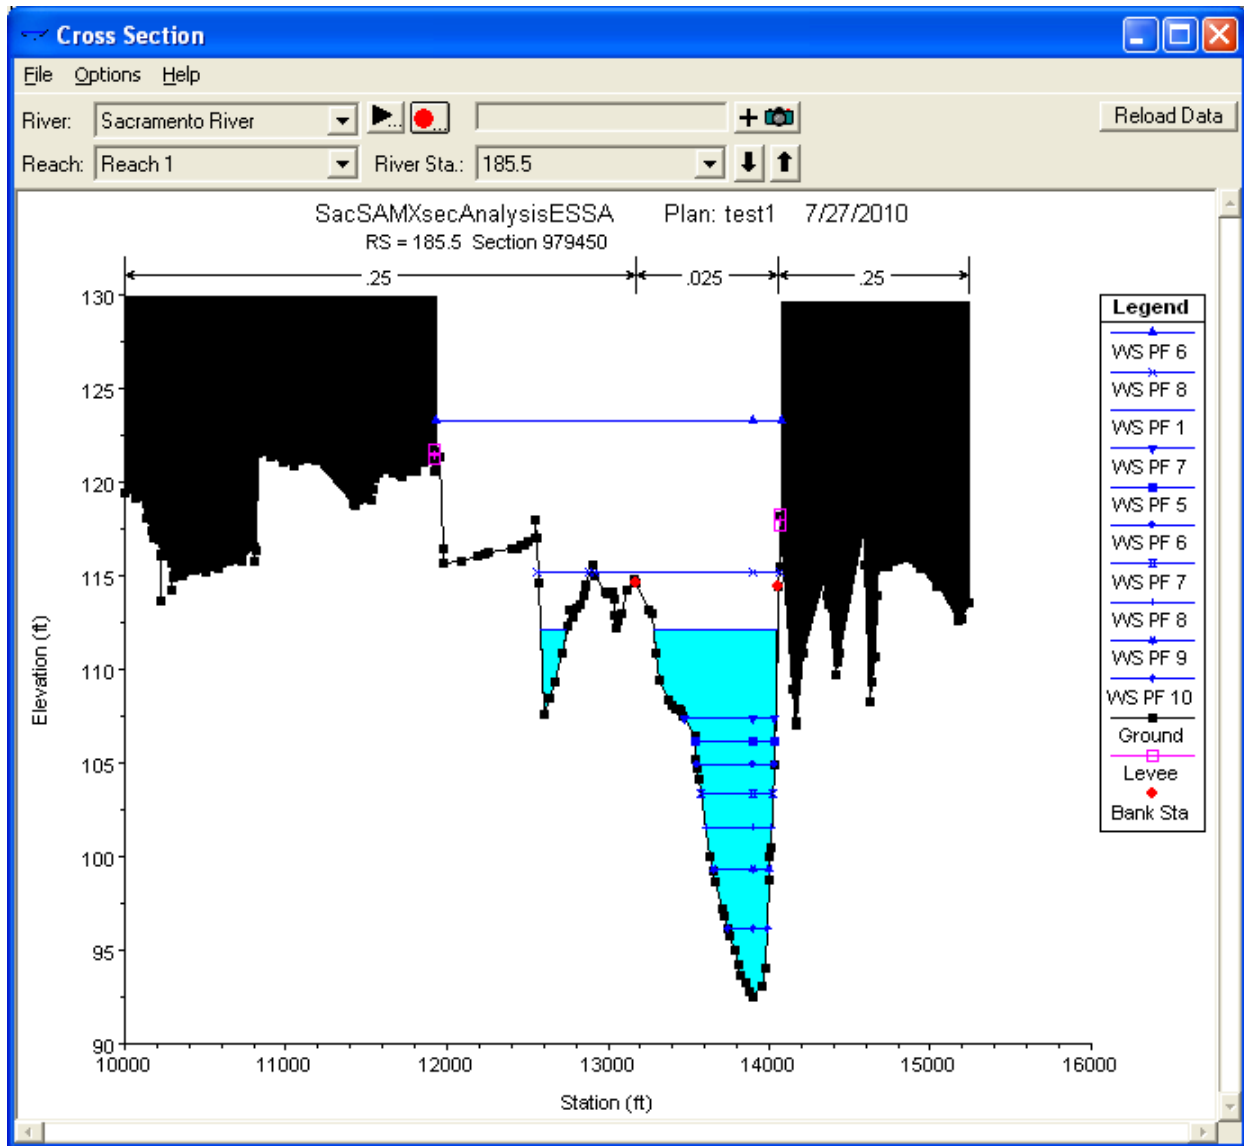 Cross Section
File Options Help
River: Sacramento River Reload Data
Reach: Reach 1 River Sta.: 185.5
SacSAMXsecAnalysisESSA Plan: test1 7/27/2010
RS = 185.5 Section 979450
.25 .025 .25
130
125
120
115
110
105
100
95
90
Elevation (ft)
10000 11000 12000 13000 14000 15000 16000
Station (ft)
Legend
WS PF 6
WS PF 8
WS PF 1
WS PF 7
WS PF 5
WS PF 6
WS PF 7
WS PF 8
WS PF 9
WS PF 10
Ground
Levee
Bank Sta